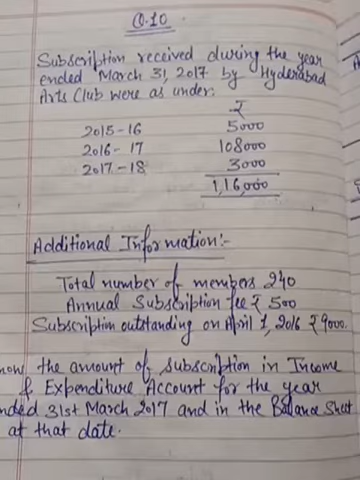 Q.10
Subscription received during the year
ended March 31, 2017 by Hyderabad
Arts Club were as under:
₹
2015-16 5000
2016-17 108000
2017-18 3000
1,16,000
Additional Information:-
Total number of members 240
Annual Subscription fee ₹ 500
Subscription outstanding on April 1, 2016 ₹ 9000.
how the amount of subscription in Income
& Expenditure Account for the year
nded 31st March 2017 and in the Balance Sheet
at that date.